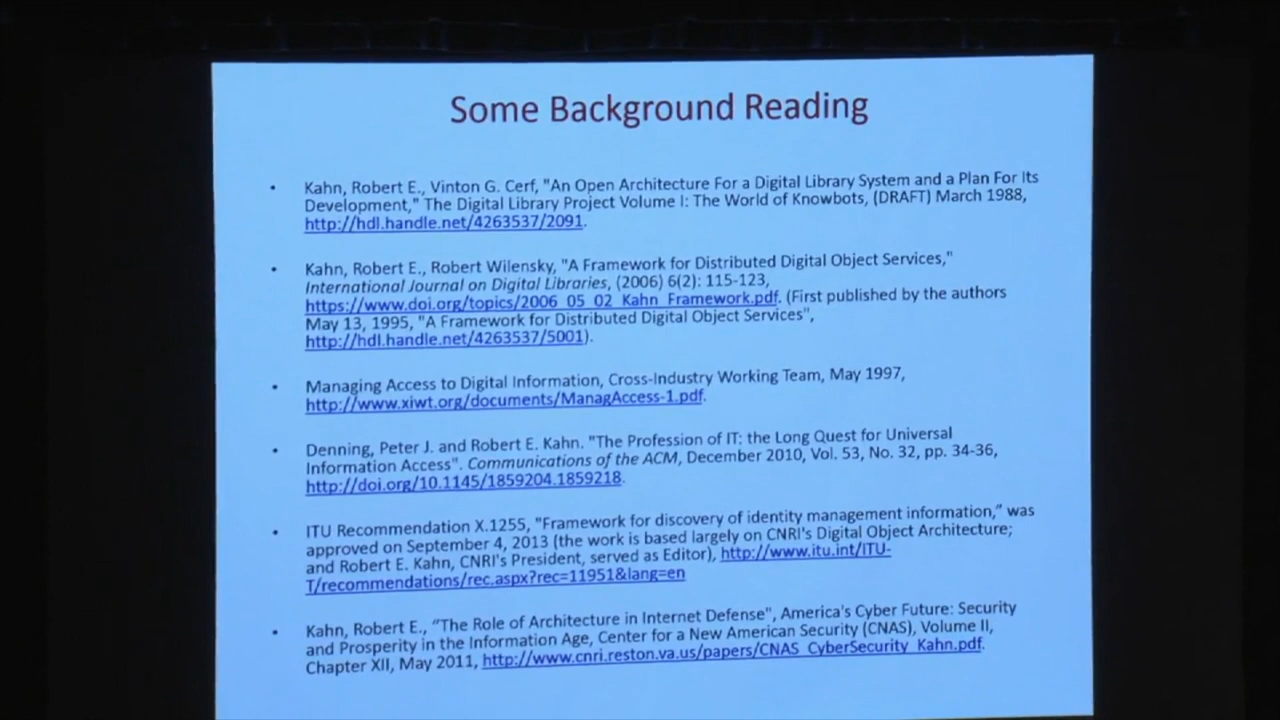 Some Background Reading
• Kahn, Robert E., Vinton G. Cerf, "An Open Architecture For a Digital Library System and a Plan For Its
Development," The Digital Library Project Volume I: The World of Knowbots, (DRAFT) March 1988,
http://hdl.handle.net/4263537/2091.
• Kahn, Robert E., Robert Wilensky, "A Framework for Distributed Digital Object Services,"
International Journal on Digital Libraries, (2006) 6(2): 115-123,
https://www.doi.org/topics/2006_05_02_Kahn_Framework.pdf. (First published by the authors
May 13, 1995, "A Framework for Distributed Digital Object Services",
http://hdl.handle.net/4263537/5001).
• Managing Access to Digital Information, Cross-Industry Working Team, May 1997,
http://www.xiwt.org/documents/ManagAccess-1.pdf.
• Denning, Peter J. and Robert E. Kahn. "The Profession of IT: the Long Quest for Universal
Information Access". Communications of the ACM, December 2010, Vol. 53, No. 32, pp. 34-36,
http://doi.org/10.1145/1859204.1859218.
• ITU Recommendation X.1255, "Framework for discovery of identity management information," was
approved on September 4, 2013 (the work is based largely on CNRI's Digital Object Architecture;
and Robert E. Kahn, CNRI's President, served as Editor), http://www.itu.int/ITU-
T/recommendations/rec.aspx?rec=11951&lang=en
• Kahn, Robert E., "The Role of Architecture in Internet Defense", America's Cyber Future: Security
and Prosperity in the Information Age, Center for a New American Security (CNAS), Volume II,
Chapter XII, May 2011, http://www.cnri.reston.va.us/papers/CNAS_CyberSecurity_Kahn.pdf.